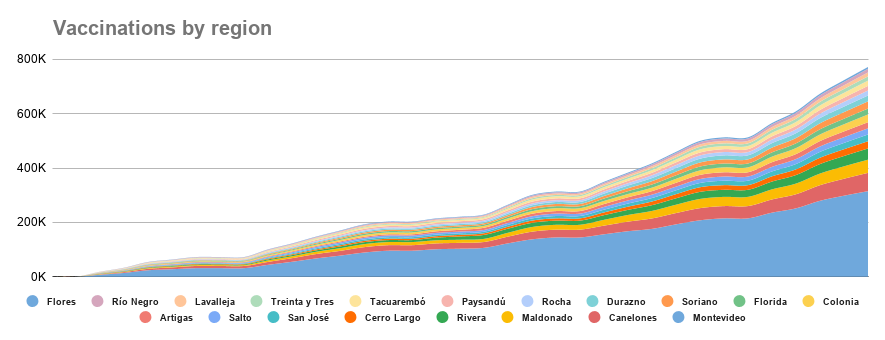 Vaccinations by region
800K
600K
400K
200K
0K
Flores Río Negro Lavalleja Treinta y Tres Tacuarembó Paysandú Rocha Durazno Soriano Florida Colonia
Artigas Salto San José Cerro Largo Rivera Maldonado Canelones Montevideo